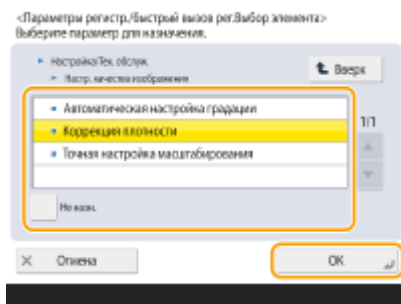 <Параметры регистр./быстрый вызов рег.Выбор элемента>
Выберите параметр для назначения.
Настройка/Тех. обслуж.
Настр. качества изображения
Вверх
Автоматическая настройка градации
Коррекция плотности
Точная настройка масштабирования
1/1
Не назн.
Отмена
OK